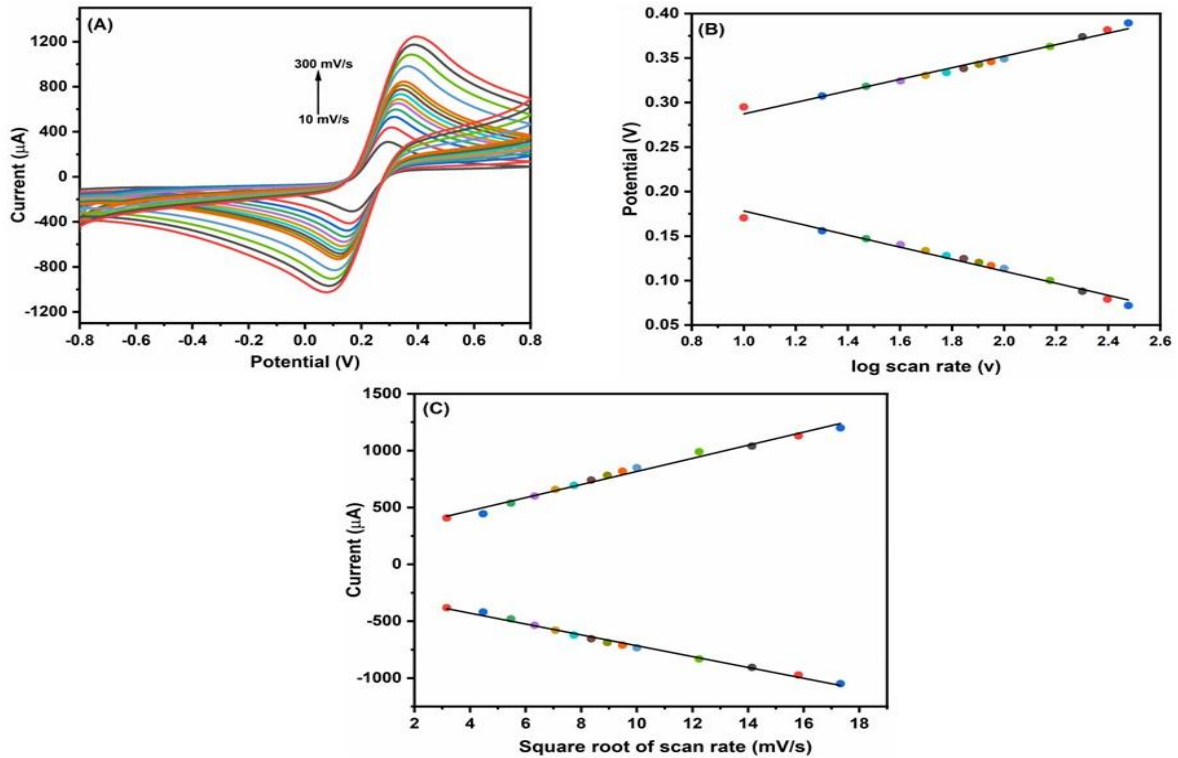 (A)
1200
800
400
0
-400
-800
-1200
300 mV/s
10 mV/s
-0.8 -0.6 -0.4 -0.2 0.0 0.2 0.4 0.6 0.8
Potential (V)
Current (µA)
(B)
0.40
0.35
0.30
0.25
0.20
0.15
0.10
0.05
0.8 1.0 1.2 1.4 1.6 1.8 2.0 2.2 2.4 2.6
log scan rate (v)
Potential (V)
(C)
1500
1000
500
0
-500
-1000
2 4 6 8 10 12 14 16 18
Square root of scan rate (mV/s)
Current (µA)